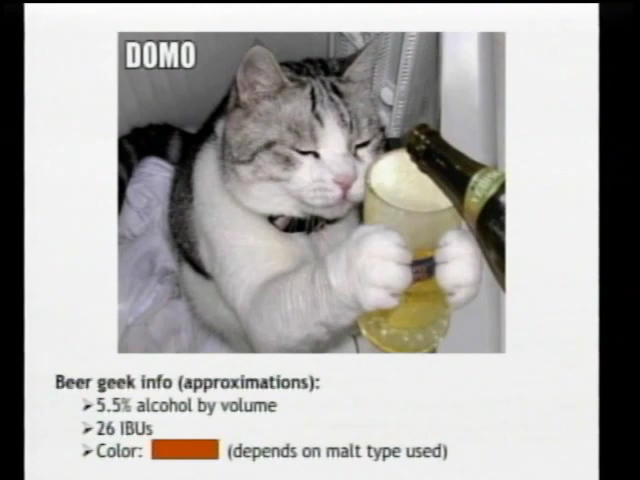 DOMO
Beer geek info (approximations):
➢5.5% alcohol by volume
➢26 IBUs
➢Color: (depends on malt type used)